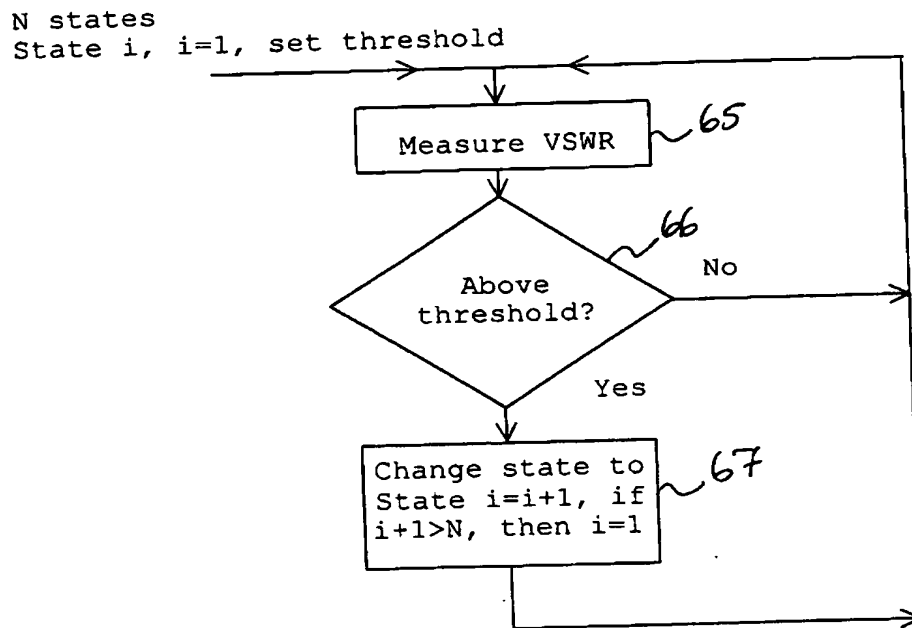 N states
State i, i=1, set threshold
Measure VSWR
65
66
Above
threshold?
No
Yes
Change state to
State i=i+1, if
i+1>N, then i=1
67